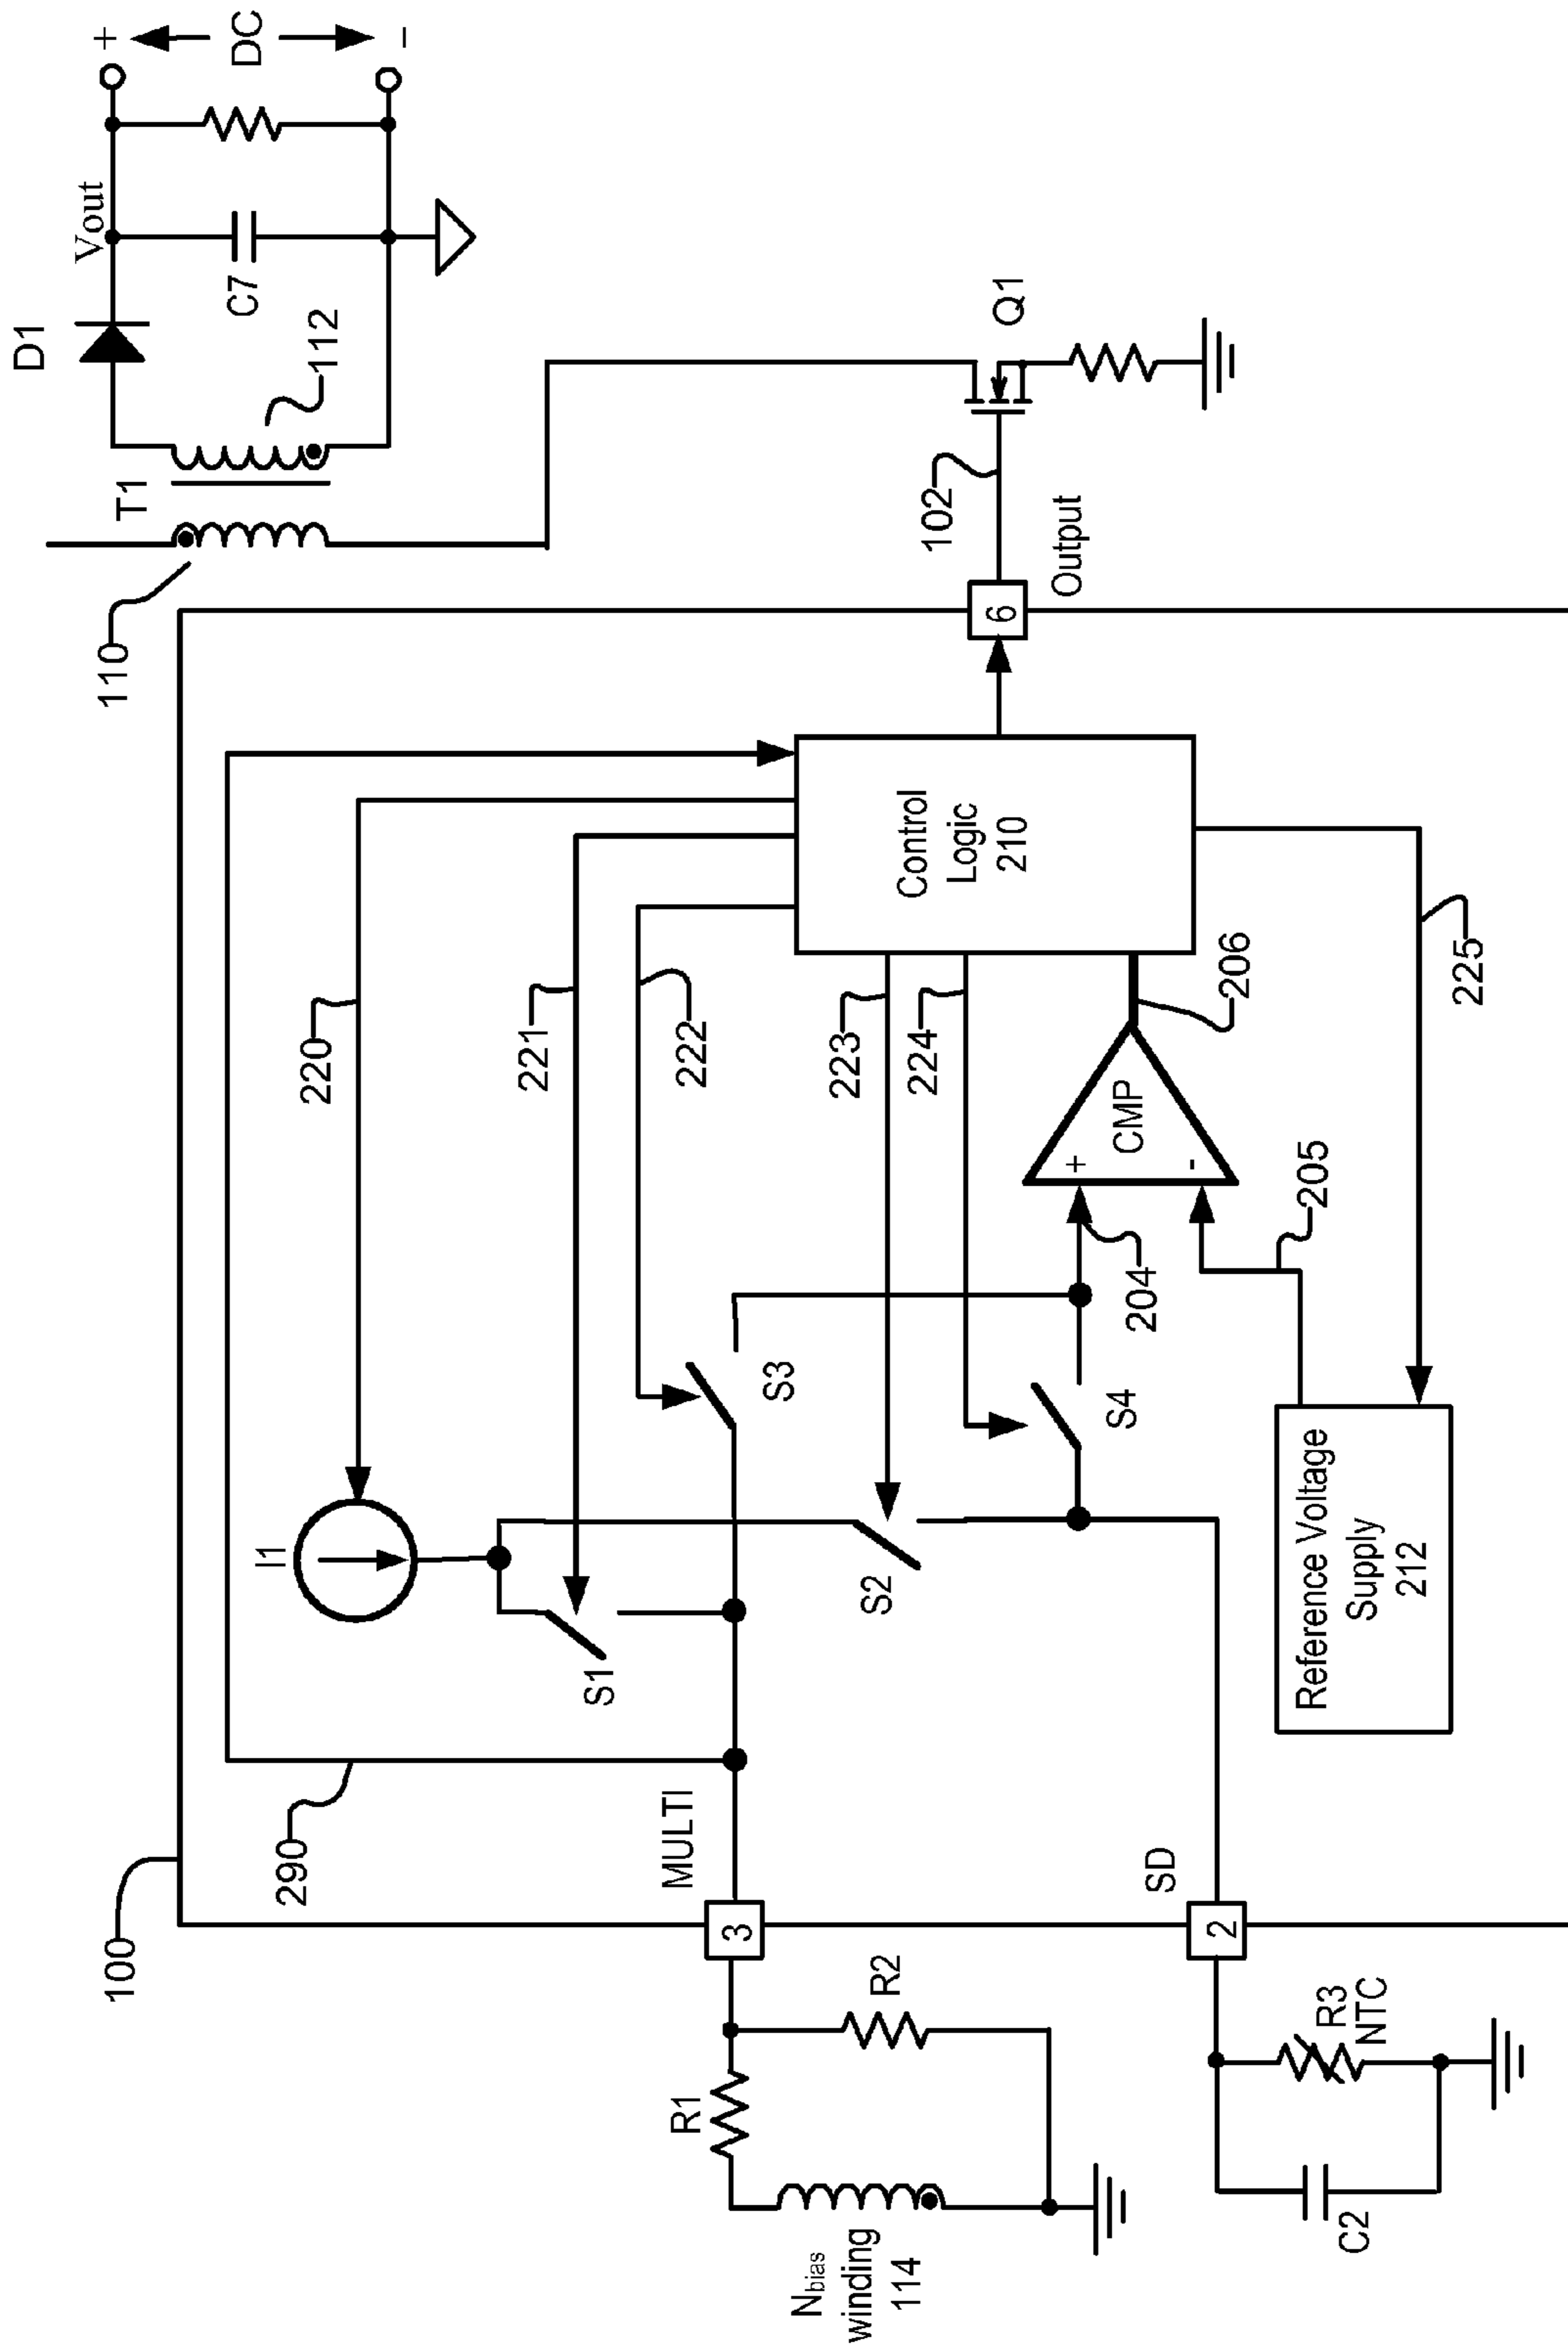 D1
Vout
+
DC
−
C7
112
T1
110
Q1
102
6
Output
100
220
I1
221
222
223
224
Control
Logic
210
206
225
S1
S2
S3
S4
+
CMP
-
204
205
Reference Voltage
Supply
212
290
MULTI
3
SD
2
R1
R2
Nbias
winding
114
R3
NTC
C2